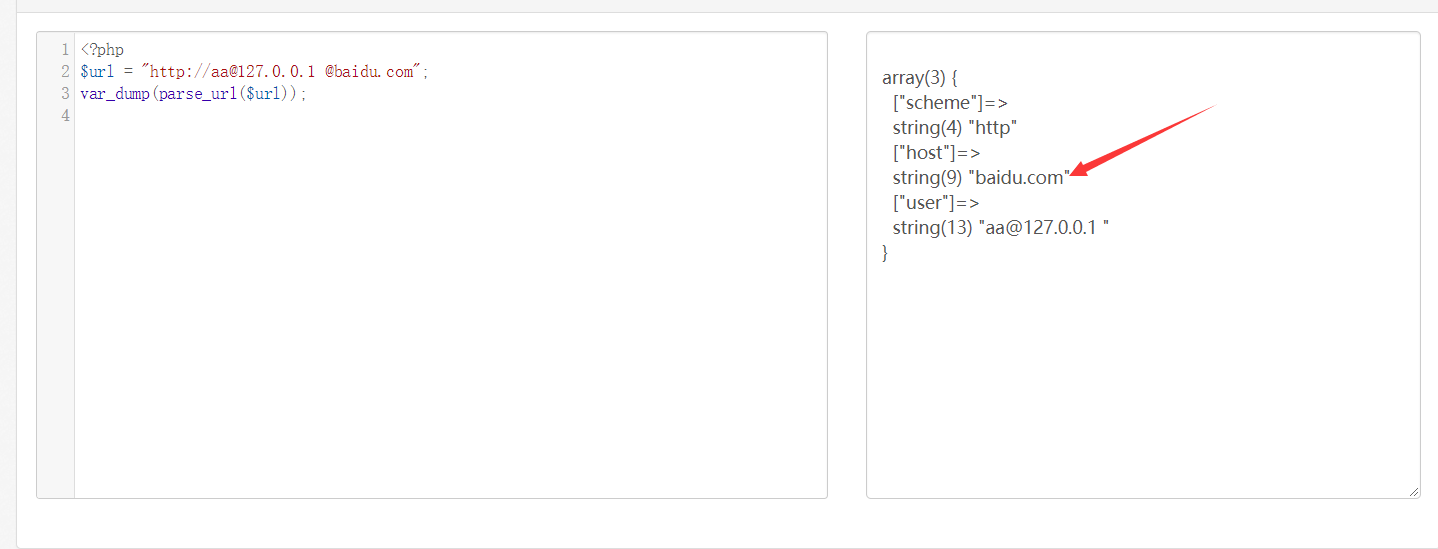 1 <?php
2 $url = "http://aa@127.0.0.1 @baidu.com";
3 var_dump(parse_url($url));
4
array(3) {
["scheme"]=>
string(4) "http"
["host"]=>
string(9) "baidu.com"
["user"]=>
string(13) "aa@127.0.0.1 "
}